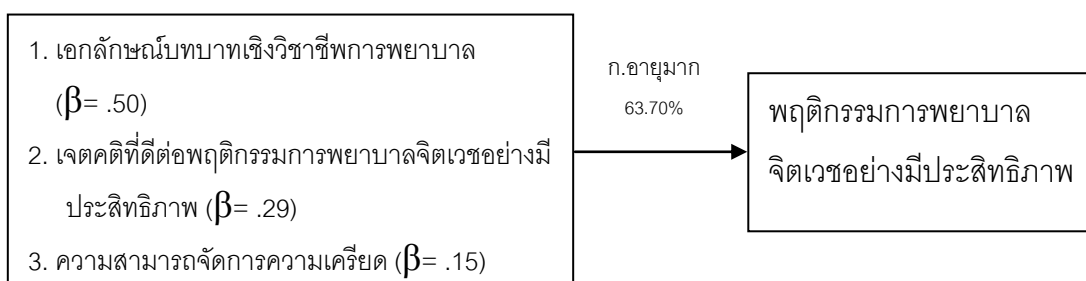 1. เอกลักษณ์บทบาทเชิงวิชาชีพการพยาบาล
(β= .50)
2. เจตคติที่ดีต่อพฤติกรรมการพยาบาลจิตเวชอย่างมี
ประสิทธิภาพ (β= .29)
3. ความสามารถจัดการความเครียด (β= .15)
ก.อายุมาก
63.70%
พฤติกรรมการพยาบาล
จิตเวชอย่างมีประสิทธิภาพ